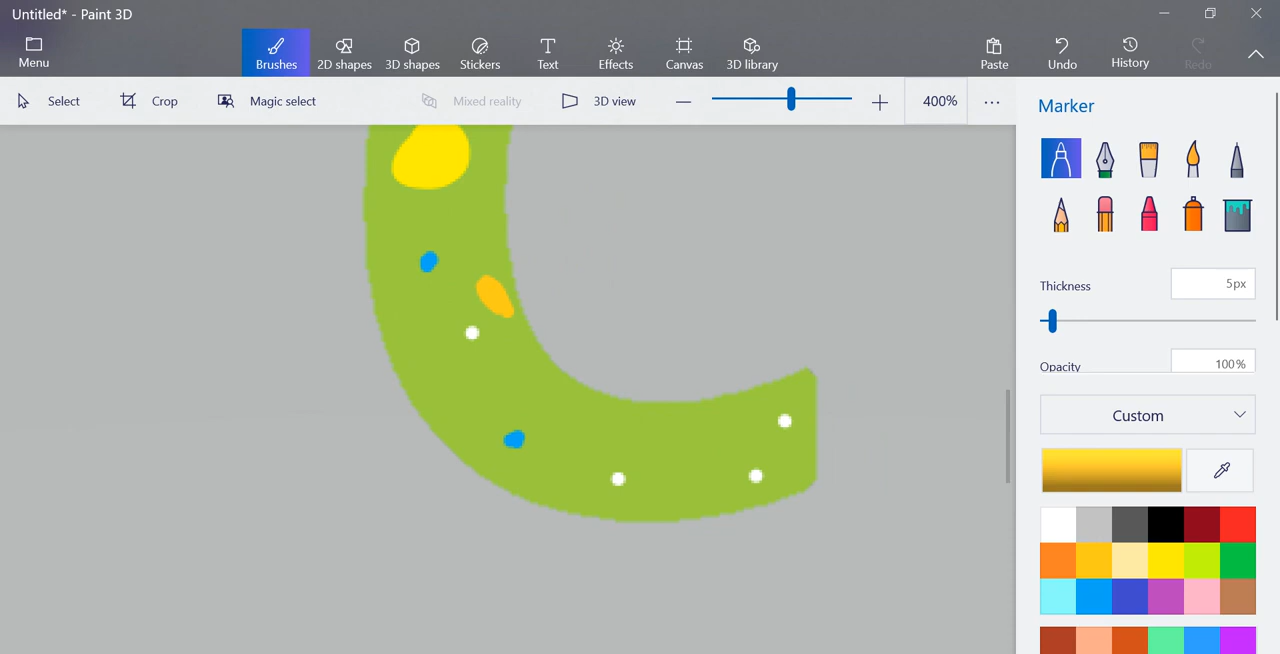 Untitled* - Paint 3D
Menu
Brushes 2D shapes 3D shapes Stickers Text Effects Canvas 3D library Paste Undo History Redo
Select Crop Magic select Mixed reality 3D view 400%
Marker
Thickness 5px
Opacity 100%
Custom